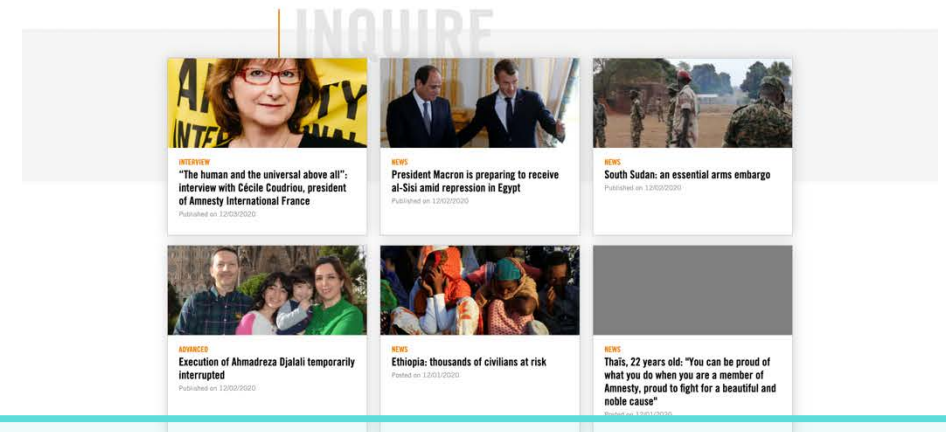 INQUIRE
INTERVIEW
"The human and the universal above all":
interview with Cécile Coudriou, president
of Amnesty International France
Published on 12/03/2020
NEWS
President Macron is preparing to receive
al-Sisi amid repression in Egypt
Published on 12/02/2020
NEWS
South Sudan: an essential arms embargo
Published on 12/02/2020
ADVANCED
Execution of Ahmadreza Djalali temporarily
interrupted
Published on 12/02/2020
NEWS
Ethiopia: thousands of civilians at risk
Posted on 12/01/2020
NEWS
Thaïs, 22 years old: "You can be proud of
what you do when you are a member of
Amnesty, proud to fight for a beautiful and
noble cause"
Posted on 12/01/2020